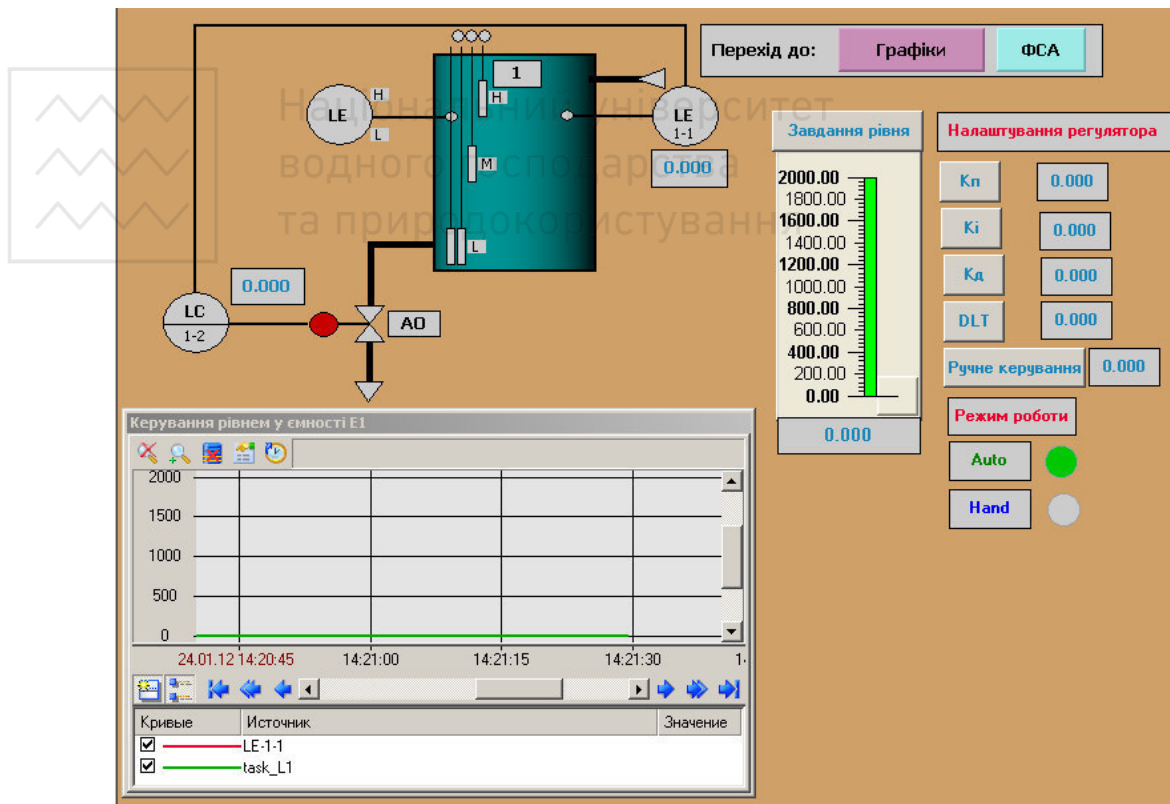 Перехід до: Графіки ФСА
Національний університет
водного господарства
та природокористування
1
LE
H
L
H
M
L
LE
1-1
0.000
0.000
LC
1-2
АО
Завдання рівня
2000.00
1800.00
1600.00
1400.00
1200.00
1000.00
800.00
600.00
400.00
200.00
0.00
0.000
Налаштування регулятора
Кп 0.000
Кі 0.000
Кд 0.000
DLT 0.000
Ручне керування 0.000
Режим роботи
Auto
Hand
Керування рівнем у ємності Е1
2000
1500
1000
500
0
24.01.12 14:20:45 14:21:00 14:21:15 14:21:30 1
Кривые Источник Значение
LE-1-1
task_L1